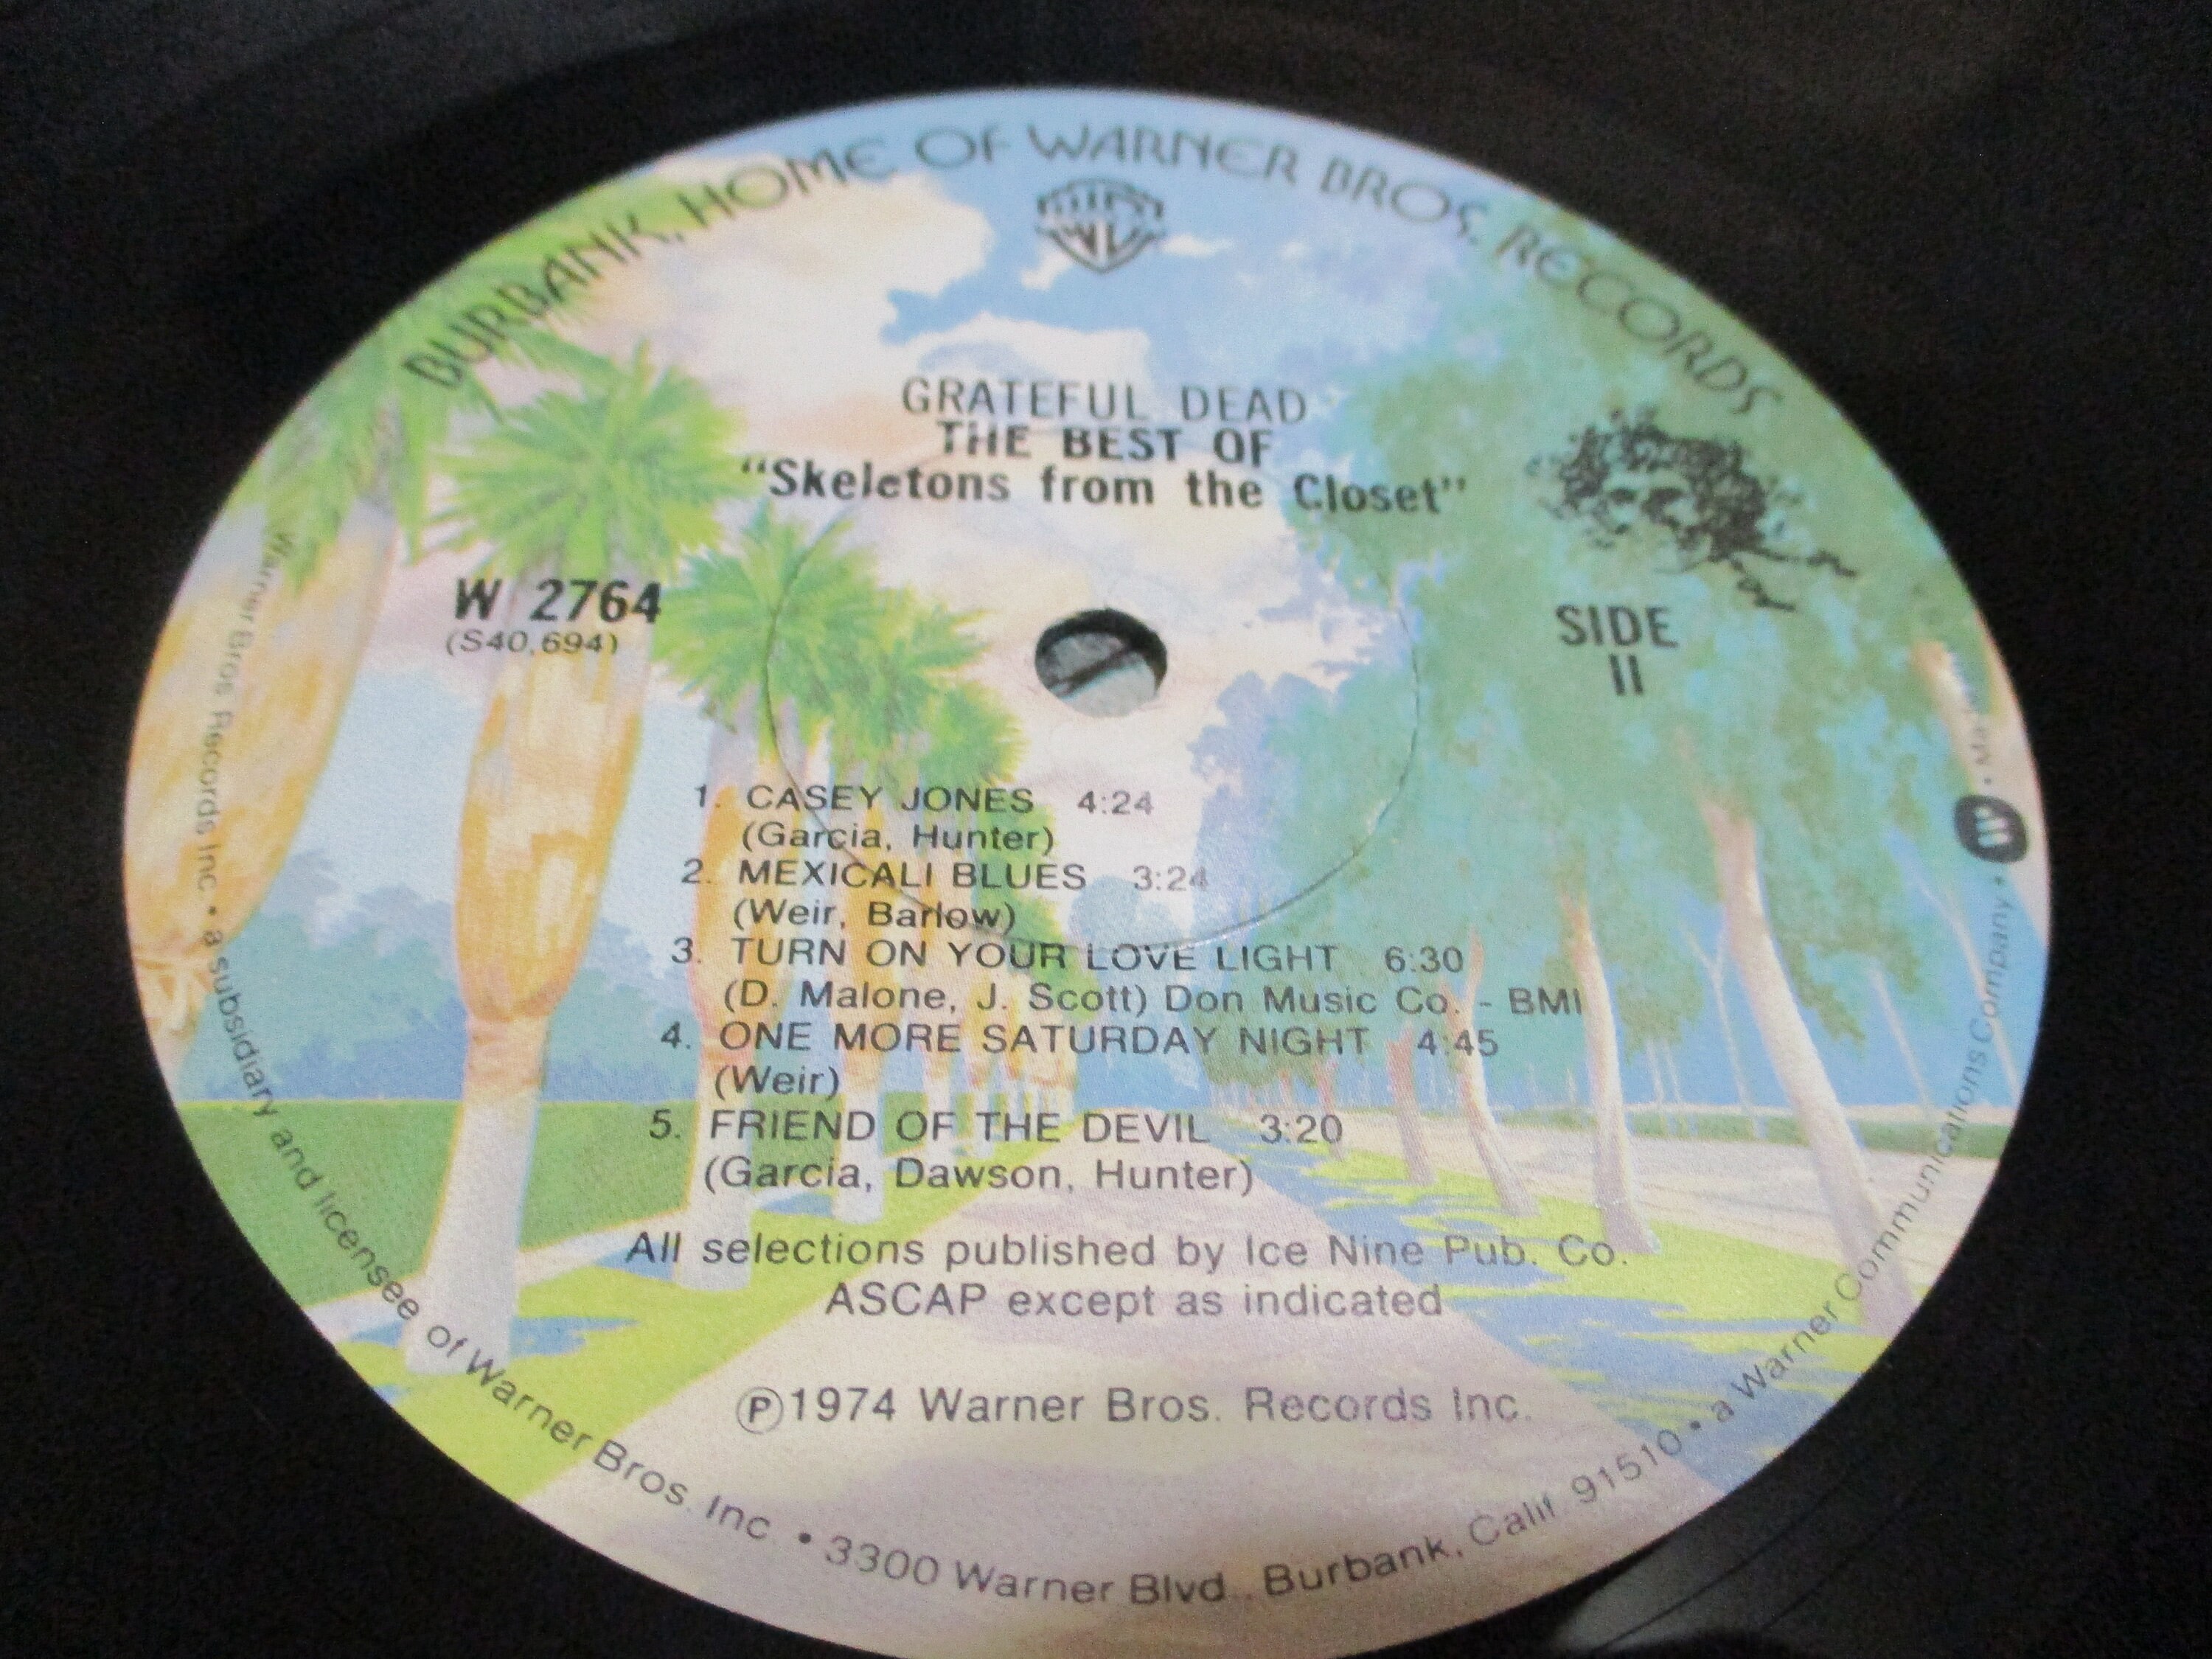 BURBANK, HOME OF WARNER BROS. RECORDS
GRATEFUL DEAD
THE BEST OF
"Skeletons from the Closet"
W 2764
(S40,694)
SIDE
II
1. CASEY JONES 4:24
(Garcia, Hunter)
2. MEXICALI BLUES 3:24
(Weir, Barlow)
3. TURN ON YOUR LOVE LIGHT 6:30
(D. Malone, J. Scott) Don Music Co. - BMI
4. ONE MORE SATURDAY NIGHT 4:45
(Weir)
5. FRIEND OF THE DEVIL 3:20
(Garcia, Dawson, Hunter)
All selections published by Ice Nine Pub. Co.
ASCAP except as indicated
Ⓟ1974 Warner Bros. Records Inc.
Warner Bros. Records Inc. • a subsidiary and licensee of Warner Bros. Inc. • 3300 Warner Blvd., Burbank, Calif. 91510 • a Warner Communications Company •